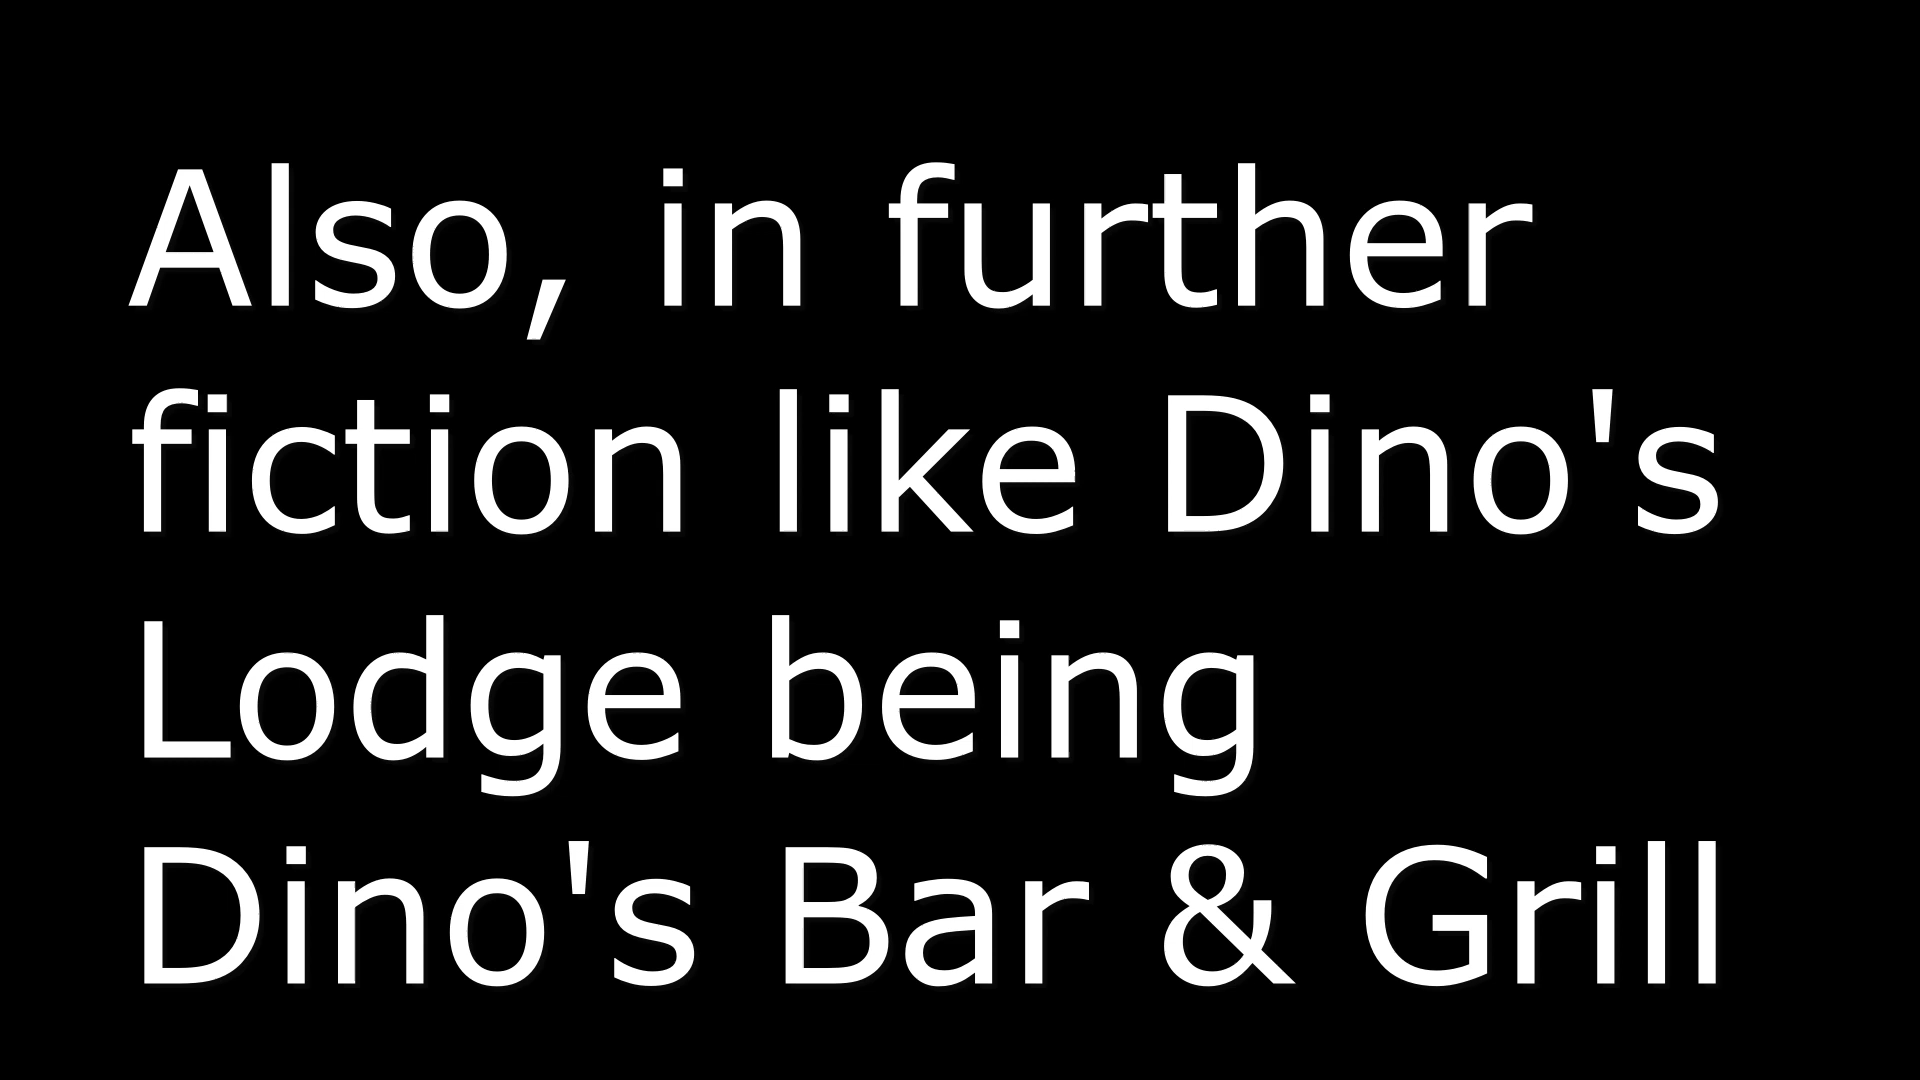 Also, in further
fiction like Dino's
Lodge being
Dino's Bar & Grill